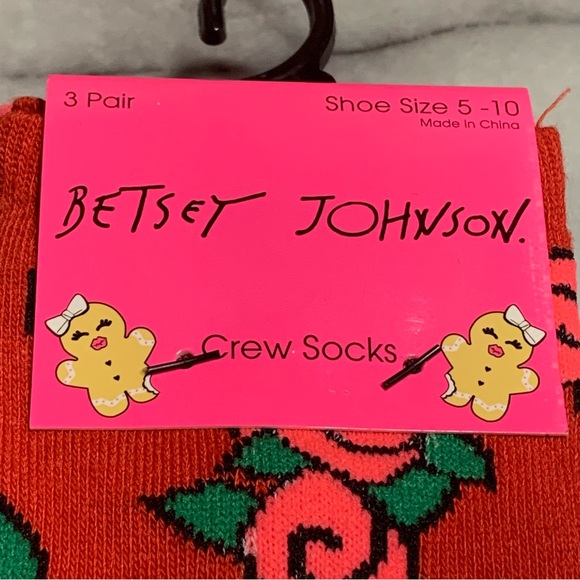 3 Pair
Shoe Size 5 -10
Made in China
BETSEY JOHNSON.
Crew Socks